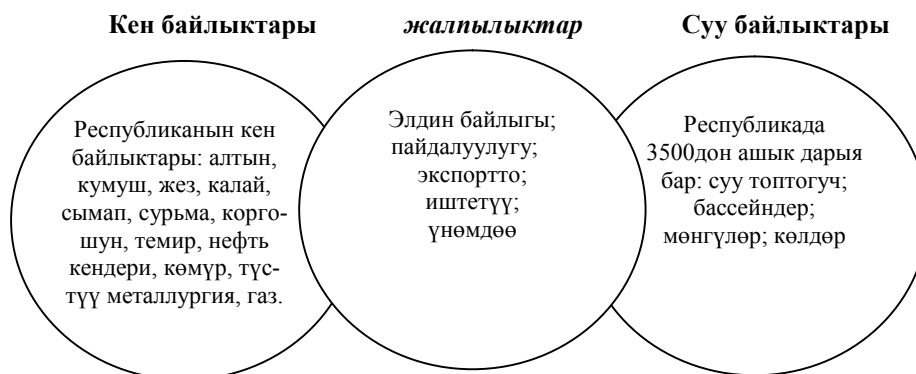 Кен байлыктары
жалпылыктар
Суу байлыктары
Республиканын кен
байлыктары: алтын,
кумуш, жез, калай,
сымап, сурьма, корго-
шун, темир, нефть
кендери, көмүр, түс-
түү металлургия, газ.
Элдин байлыгы;
пайдалуулугу;
экспортто;
иштетүү;
үнөмдөө
Республикада
3500дон ашык дарыя
бар: суу топтогуч;
бассейндер;
мөнгүлөр; көлдөр